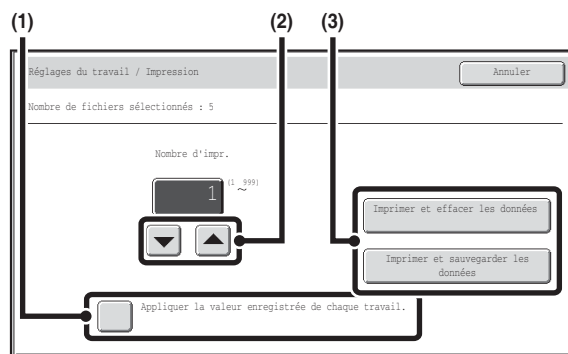 (1) (2) (3)
Réglages du travail / Impression Annuler
Nombre de fichiers sélectionnés : 5
Nombre d'impr.
1 (1~999)
Imprimer et effacer les données
Imprimer et sauvegarder les
données
Appliquer la valeur enregistrée de chaque travail.